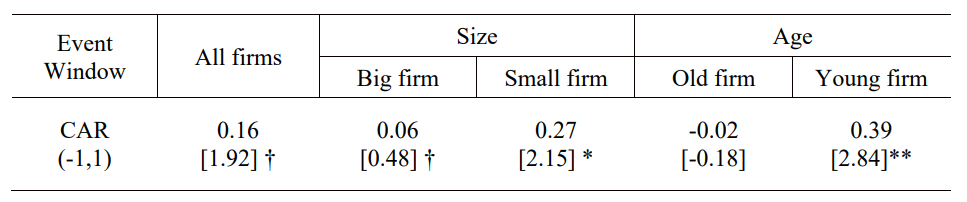 Event Window All firms Size Age
Big firm Small firm Old firm Young firm
CAR 0.16 0.06 0.27 -0.02 0.39
(-1,1) [1.92] † [0.48] † [2.15] * [-0.18] [2.84]**